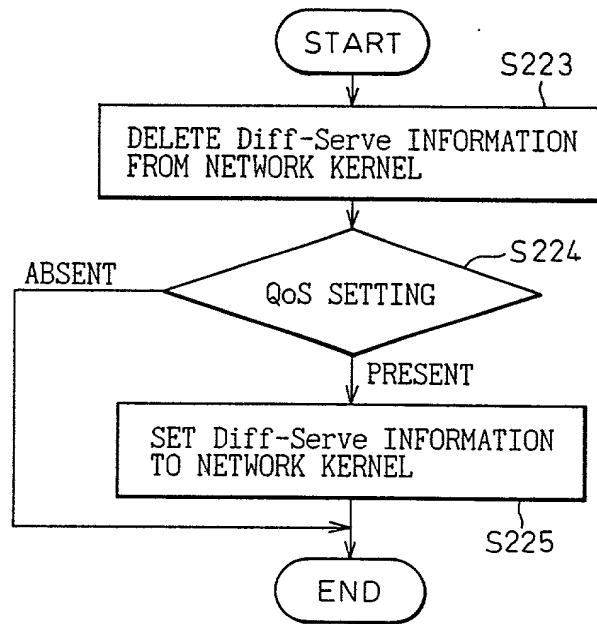 START
S223
DELETE Diff-Serve INFORMATION
FROM NETWORK KERNEL
S224
ABSENT
QoS SETTING
PRESENT
SET Diff-Serve INFORMATION
TO NETWORK KERNEL
S225
END